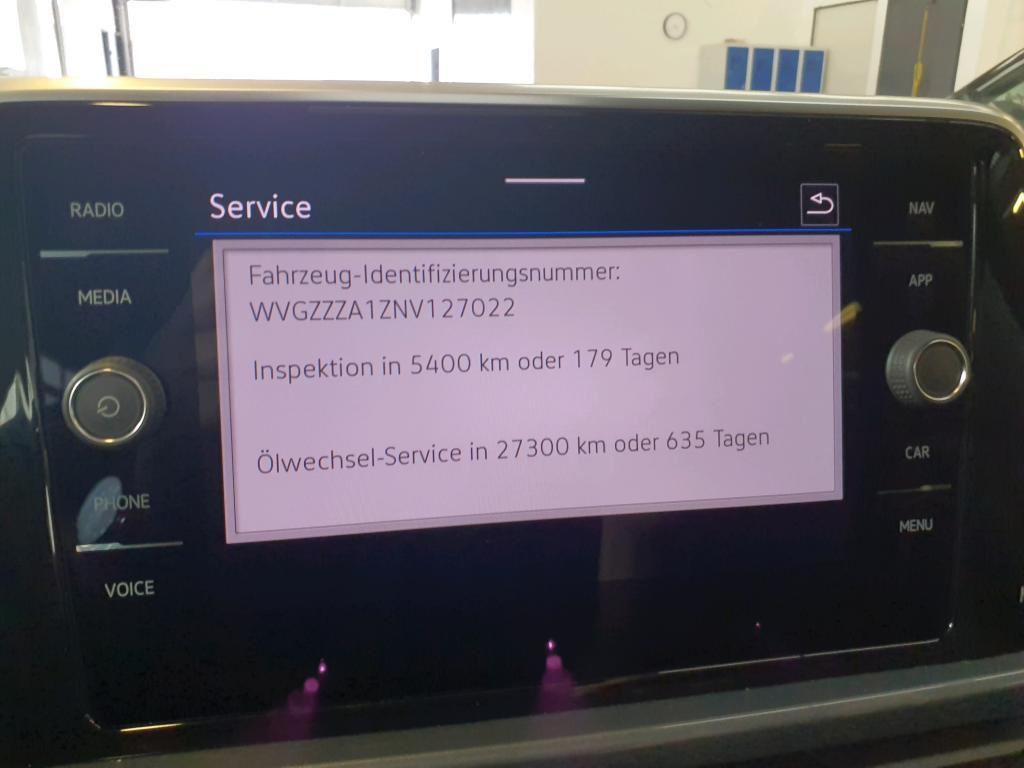 RADIO
Service
NAV
MEDIA
Fahrzeug-Identifizierungsnummer:
WVGZZZA1ZNV127022
APP
Inspektion in 5400 km oder 179 Tagen
Ölwechsel-Service in 27300 km oder 635 Tagen
CAR
PHONE
MENU
VOICE